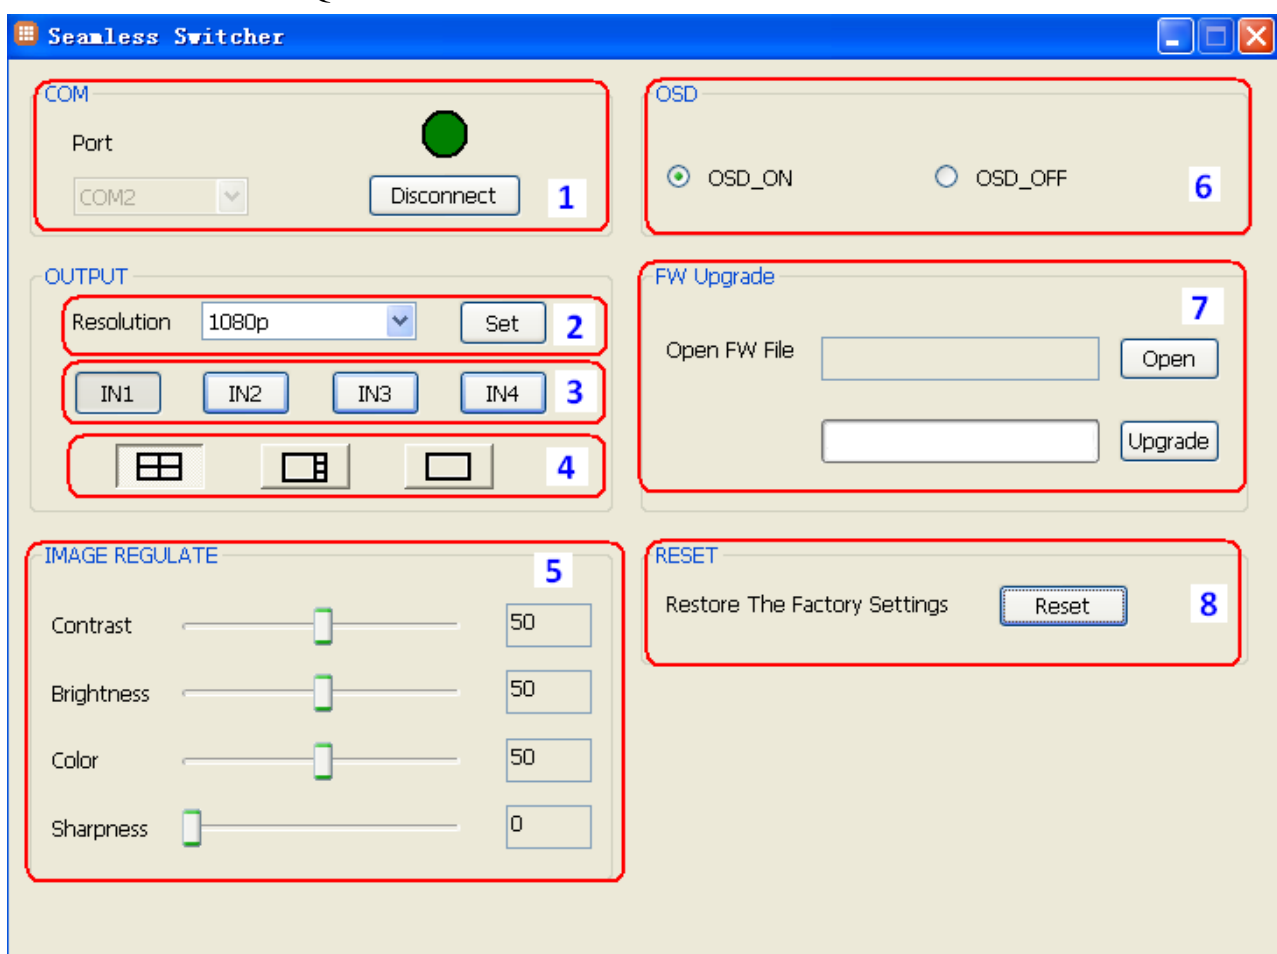 Seamless Switcher
COM
Port
COM2
Disconnect
1
OUTPUT
Resolution 1080p Set 2
IN1 IN2 IN3 IN4 3
4
IMAGE REGULATE
5
Contrast 50
Brightness 50
Color 50
Sharpness 0
OSD
OSD_ON OSD_OFF
6
FW Upgrade
7
Open FW File Open
Upgrade
RESET
Restore The Factory Settings Reset 8